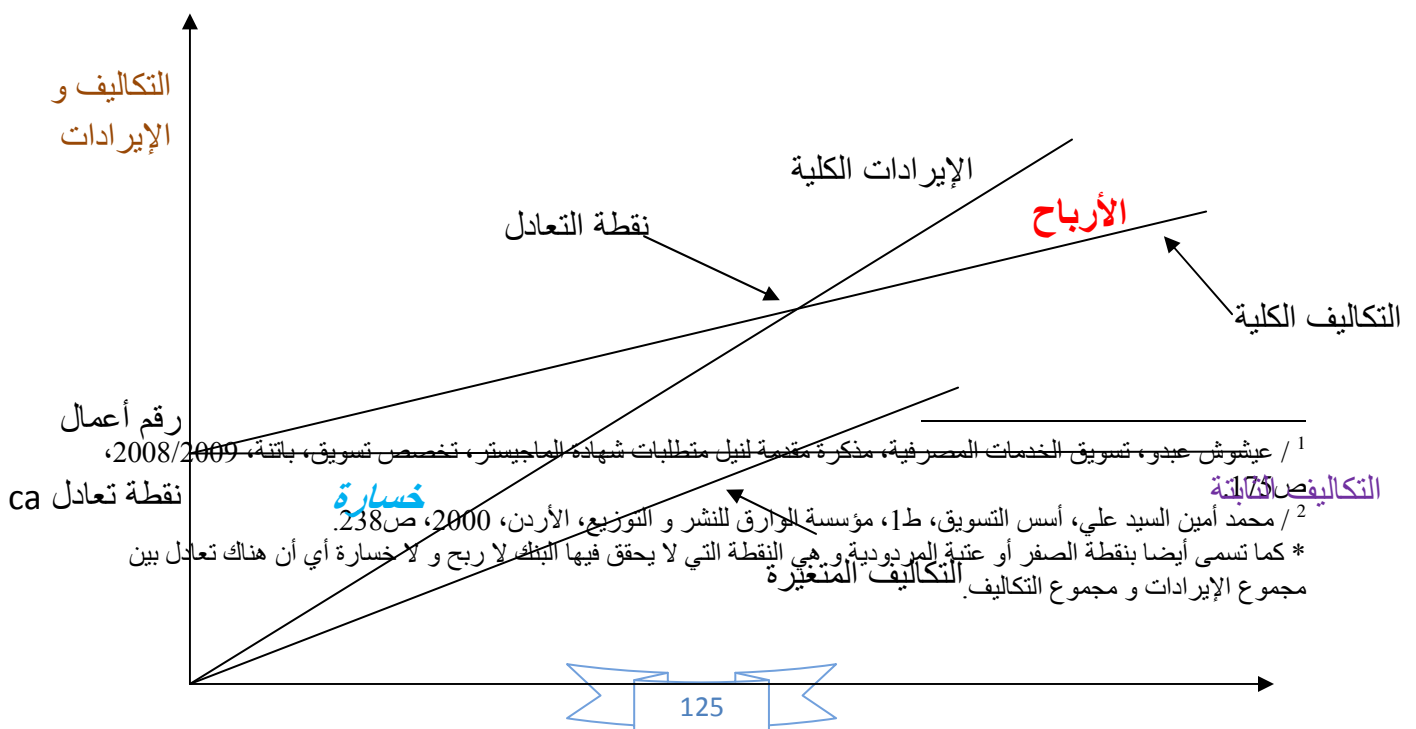 التكاليف و
الإيرادات
الإيرادات الكلية
الأرباح
نقطة التعادل
التكاليف الكلية
رقم أعمال
نقطة تعادل ca
خسارة
التكاليف الثابتة
التكاليف المتغيرة
1 / عيشوش عبدو، تسويق الخدمات المصرفية، مذكرة مقدمة لنيل متطلبات شهادة الماجيستر، تخصص تسويق، باتنة، 2008/2009،
ص175.
2 / محمد أمين السيد علي، أسس التسويق، ط1، مؤسسة الوارق للنشر و التوزيع، الأردن، 2000، ص238.
* كما تسمى أيضا بنقطة الصفر أو عتبة المردودية و هي النقطة التي لا يحقق فيها البنك لا ربح و لا خسارة أي أن هناك تعادل بين
مجموع الإيرادات و مجموع التكاليف.
125